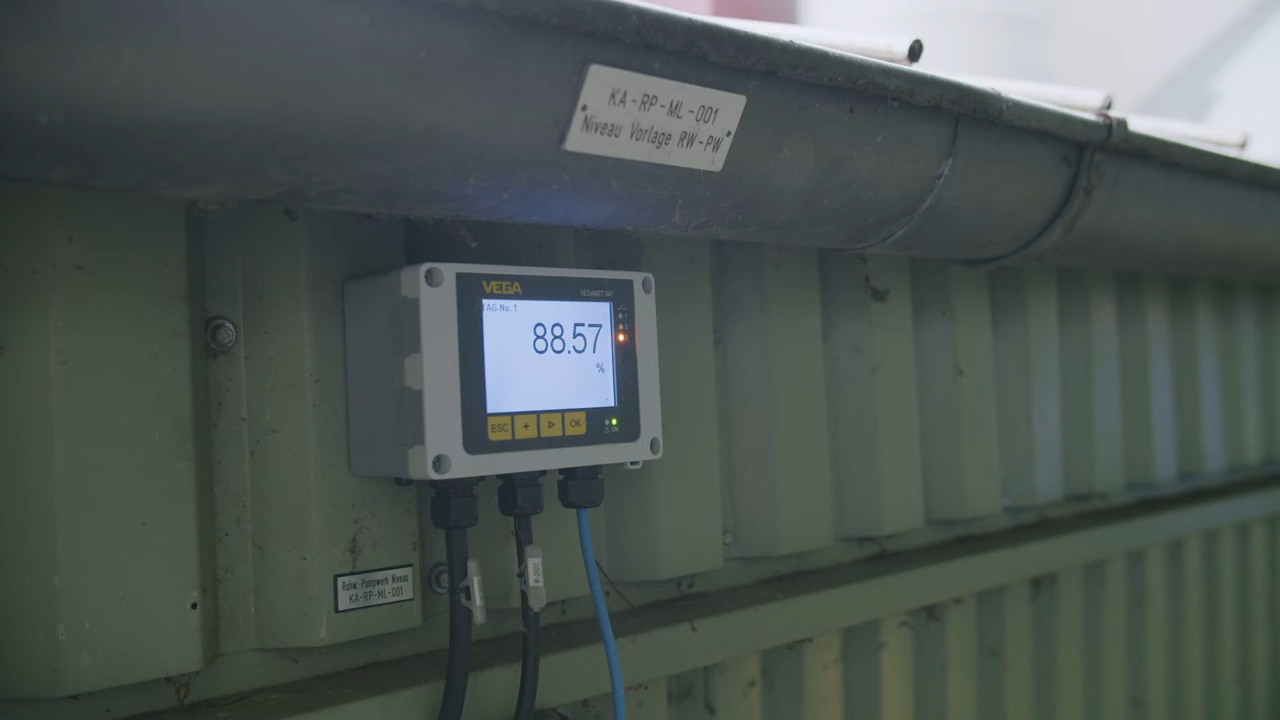 KA-RP-ML-001
Niveau Vorlage RW-PW
VEGA
TAG No. 1
88.57
%
ESC
+
OK
ON
Rohw.-Pumpwerk Niveau
KA-RP-ML-001